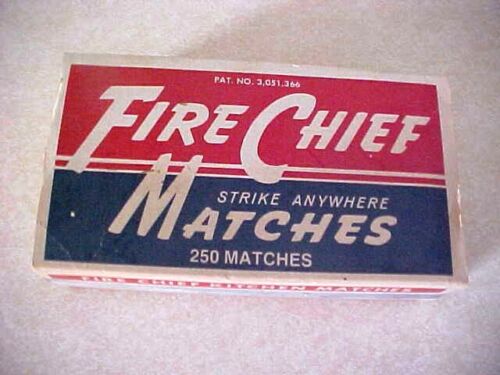 PAT. NO. 3,051,366
FIRE CHIEF
STRIKE ANYWHERE
MATCHES
250 MATCHES
FIRE CHIEF KITCHEN MATCHES